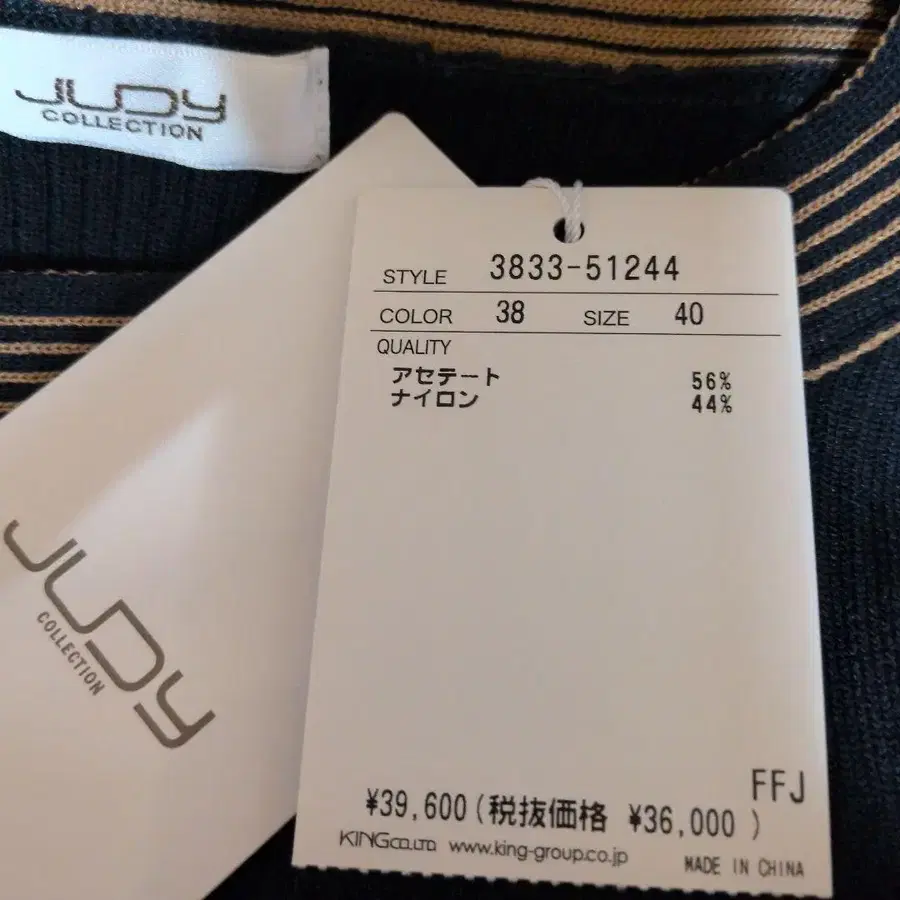 JUDY
COLLECTION
STYLE 3833-51244
COLOR 38 SIZE 40
QUALITY
アセテート 56%
ナイロン 44%
JUDY
COLLECTION
FFJ
¥39,600(税抜価格 ¥36,000 )
KING CO.,LTD www.king-group.co.jp
MADE IN CHINA